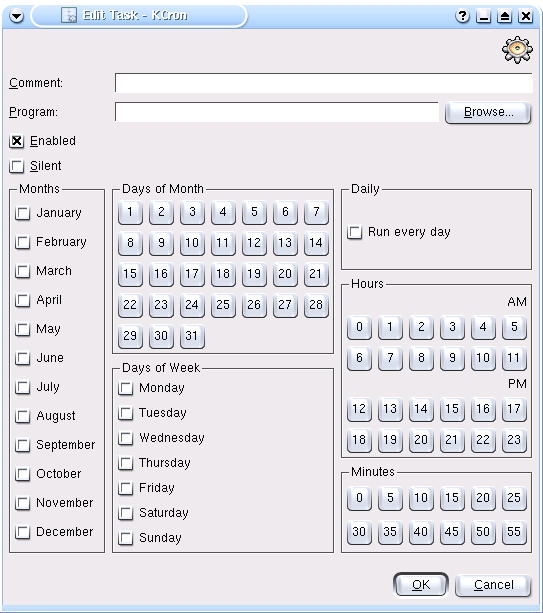 Edit Task - KCron
?
Comment:
Program:
Browse...
Enabled
Silent
Months
January
February
March
April
May
June
July
August
September
October
November
December
Days of Month
1 2 3 4 5 6 7
8 9 10 11 12 13 14
15 16 17 18 19 20 21
22 23 24 25 26 27 28
29 30 31
Days of Week
Monday
Tuesday
Wednesday
Thursday
Friday
Saturday
Sunday
Daily
Run every day
Hours
AM
0 1 2 3 4 5
6 7 8 9 10 11
PM
12 13 14 15 16 17
18 19 20 21 22 23
Minutes
0 5 10 15 20 25
30 35 40 45 50 55
OK
Cancel